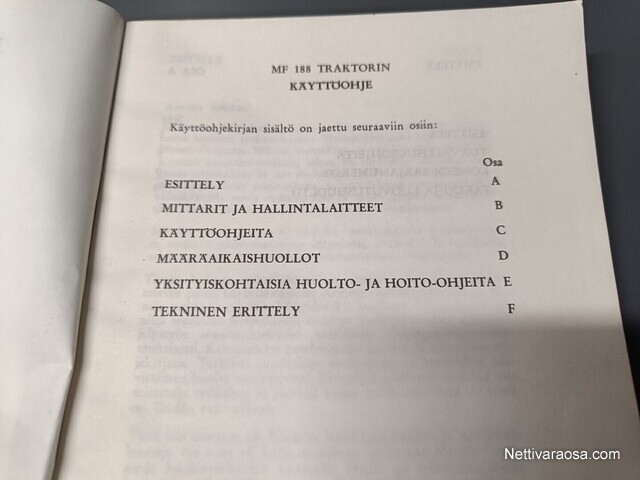 MF 188 TRAKTORIN
KÄYTTÖOHJE
Käyttöohjekirjan sisältö on jaettu seuraaviin osiin:
Osa
ESITTELY A
MITTARIT JA HALLINTALAITTEET B
KÄYTTÖOHJEITA C
MÄÄRÄAIKAISHUOLLOT D
YKSITYISKOHTAISIA HUOLTO- JA HOITO-OHJEITA E
TEKNINEN ERITTELY F
Nettivaraosa.com